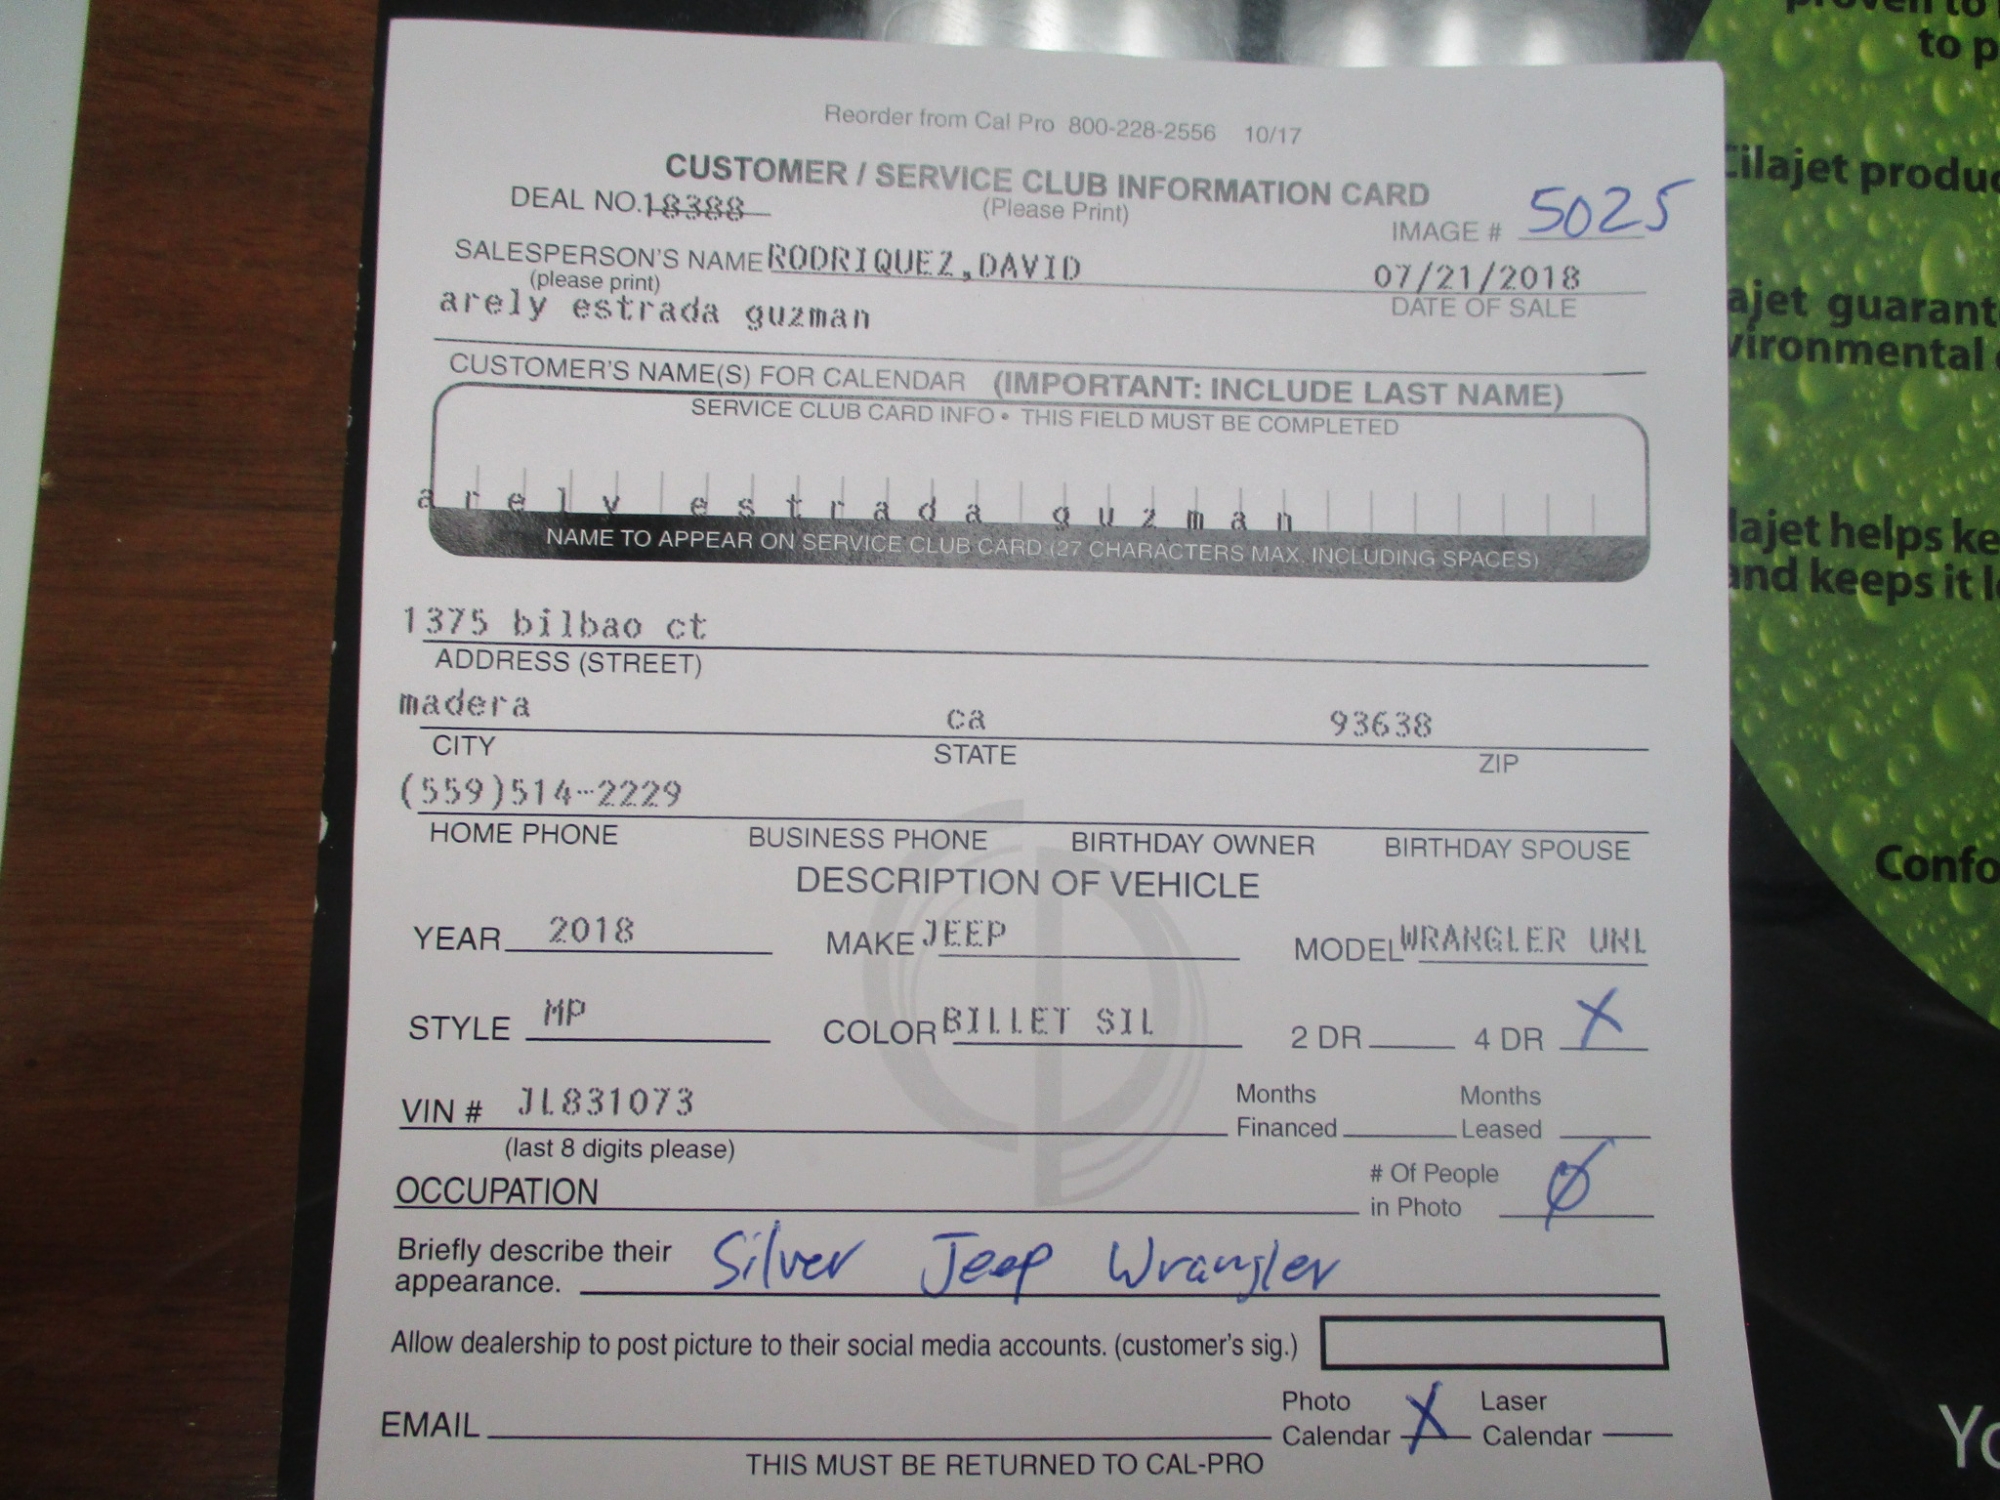 Reorder from Cal Pro 800-228-2556 10/17
CUSTOMER / SERVICE CLUB INFORMATION CARD
DEAL NO. 18388 (Please Print) IMAGE # 5025
SALESPERSON'S NAME RODRIQUEZ,DAVID 07/21/2018
(please print) DATE OF SALE
arely estrada guzman
CUSTOMER'S NAME(S) FOR CALENDAR (IMPORTANT: INCLUDE LAST NAME)
SERVICE CLUB CARD INFO • THIS FIELD MUST BE COMPLETED
arely estrada guzman
NAME TO APPEAR ON SERVICE CLUB CARD (27 CHARACTERS MAX. INCLUDING SPACES)
1375 bilbao ct
ADDRESS (STREET)
madera ca 93638
CITY STATE ZIP
(559)514-2229
HOME PHONE BUSINESS PHONE BIRTHDAY OWNER BIRTHDAY SPOUSE
DESCRIPTION OF VEHICLE
YEAR 2018 MAKE JEEP MODEL WRANGLER UNL
STYLE MP COLOR BILLET SIL 2 DR 4 DR X
VIN # JL831073 Months Financed Months Leased
(last 8 digits please)
OCCUPATION # Of People in Photo Ø
Briefly describe their appearance. Silver Jeep Wrangler
Allow dealership to post picture to their social media accounts. (customer's sig.)
EMAIL Photo Calendar X Laser Calendar
THIS MUST BE RETURNED TO CAL-PRO
proven to
to p
Cilajet produc
ajet guarant
vironmental
lajet helps ke
and keeps it l
Confo
Yo